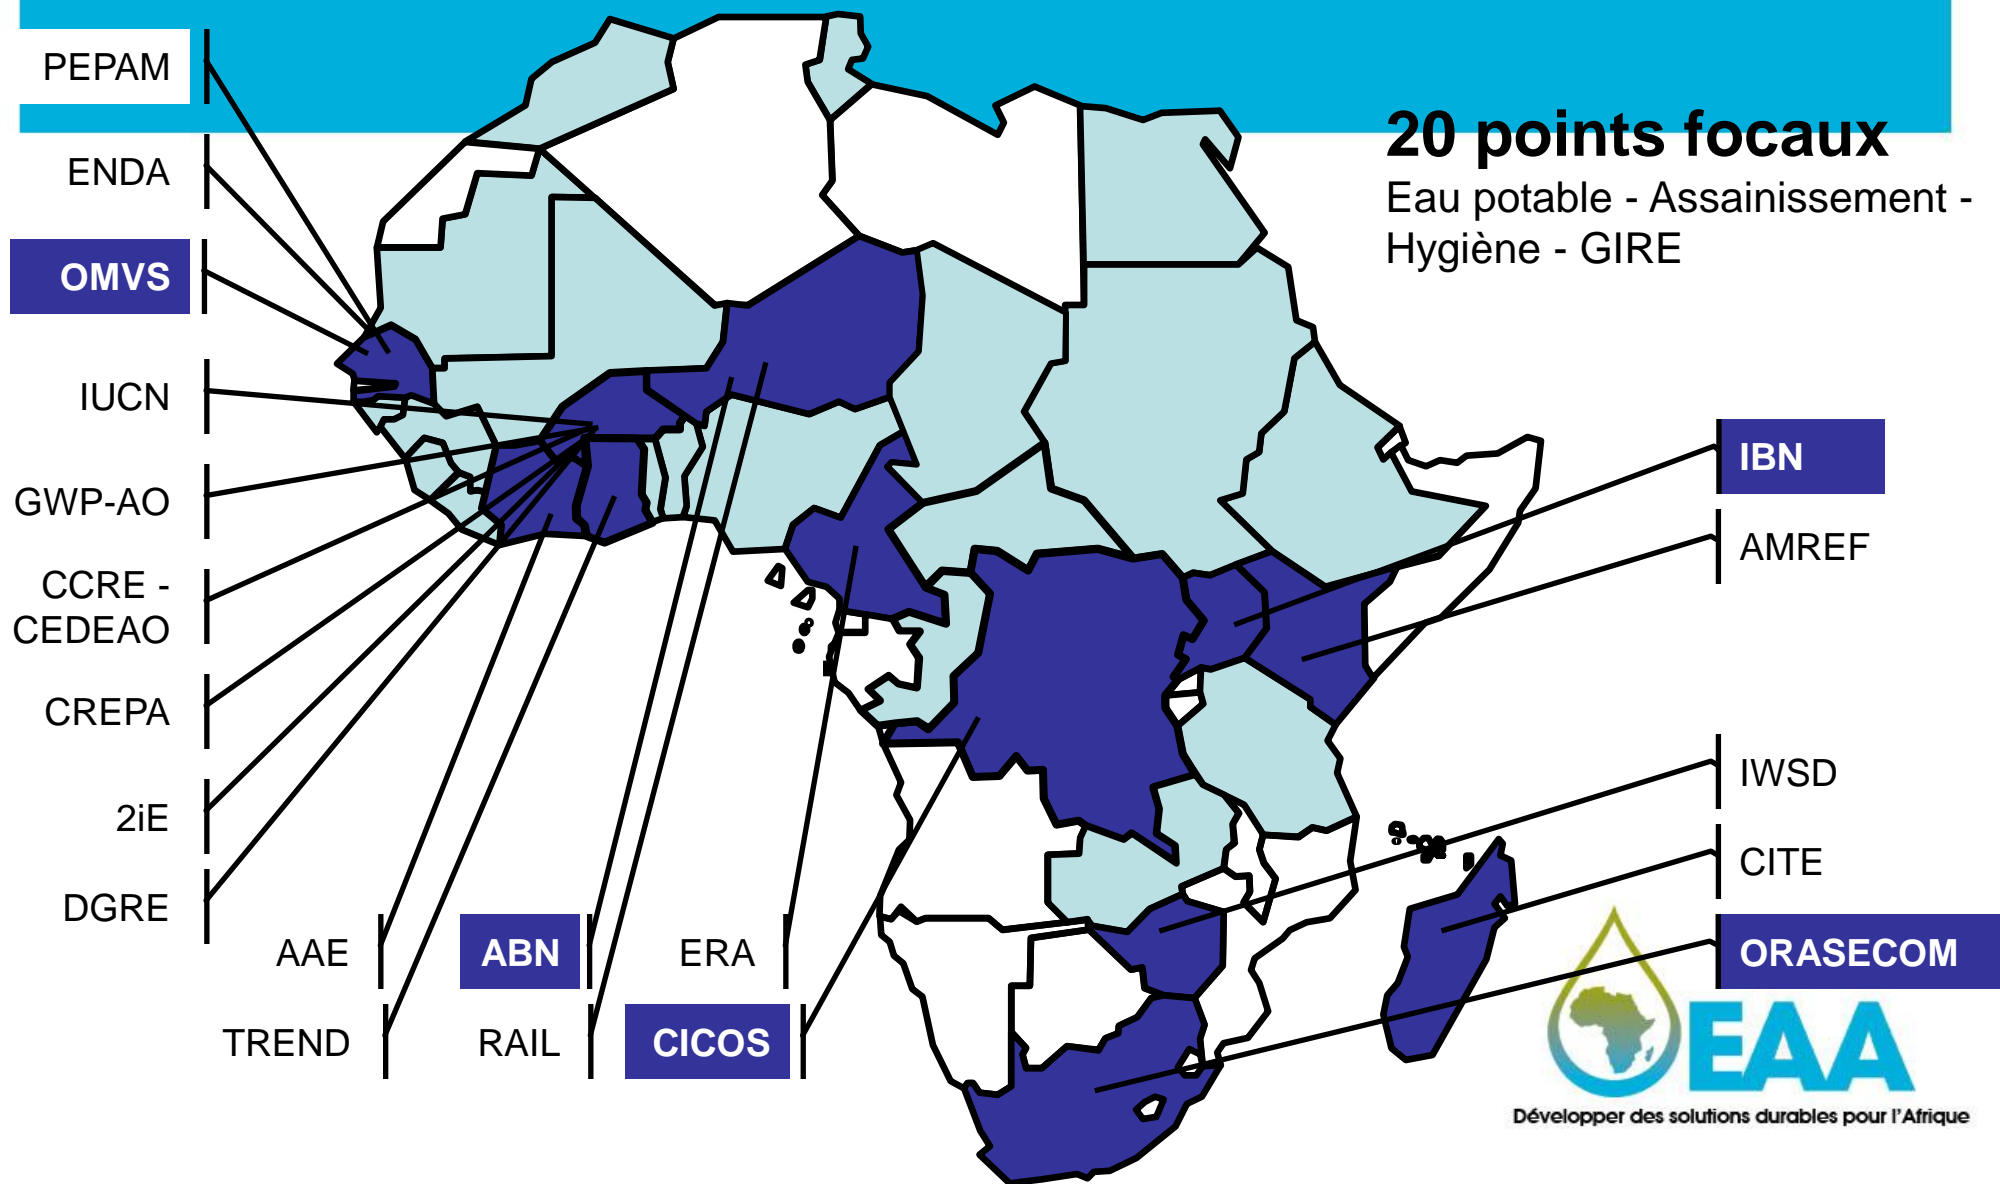 20 points focaux
Eau potable - Assainissement -
Hygiène - GIRE
PEPAM
ENDA
OMVS
IUCN
GWP-AO
CCRE -
CEDEAO
CREPA
2iE
DGRE
AAE
TREND
ABN
RAIL
ERA
CICOS
IBN
AMREF
IWSD
CITE
ORASECOM
EAA
Développer des solutions durables pour l'Afrique